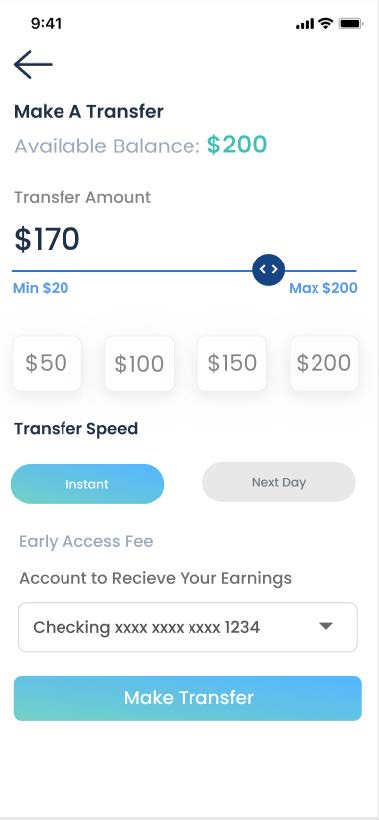 9:41
Make A Transfer
Available Balance: $200
Transfer Amount
$170
Min $20 Max $200
$50 $100 $150 $200
Transfer Speed
Instant Next Day
Early Access Fee
Account to Recieve Your Earnings
Checking xxxx xxxx xxxx 1234
Make Transfer